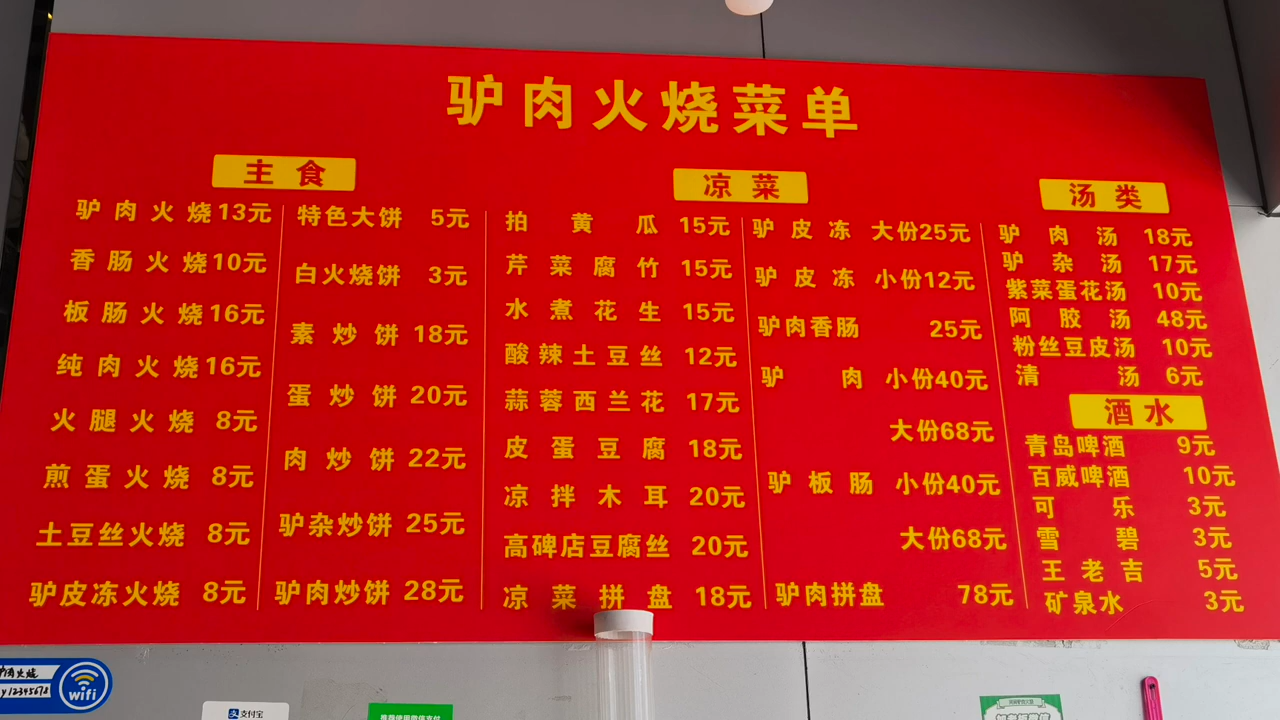 驴肉火烧菜单
主食
驴肉火烧 13元
香肠火烧 10元
板肠火烧 16元
纯肉火烧 16元
火腿火烧 8元
煎蛋火烧 8元
土豆丝火烧 8元
驴皮冻火烧 8元
特色大饼 5元
白火烧饼 3元
素炒饼 18元
蛋炒饼 20元
肉炒饼 22元
驴杂炒饼 25元
驴肉炒饼 28元
凉菜
拍黄瓜 15元
芹菜腐竹 15元
水煮花生 15元
酸辣土豆丝 12元
蒜蓉西兰花 17元
皮蛋豆腐 18元
凉拌木耳 20元
高碑店豆腐丝 20元
凉菜拼盘 18元
驴皮冻 大份25元
驴皮冻 小份12元
驴肉香肠 25元
驴肉 小份40元
大份68元
驴板肠 小份40元
大份68元
驴肉拼盘 78元
汤类
驴肉汤 18元
驴杂汤 17元
紫菜蛋花汤 10元
阿胶汤 48元
粉丝豆皮汤 10元
清汤 6元
酒水
青岛啤酒 9元
百威啤酒 10元
可乐 3元
雪碧 3元
王老吉 5元
矿泉水 3元
y12345678
wifi
支付宝
推荐使用微信支付